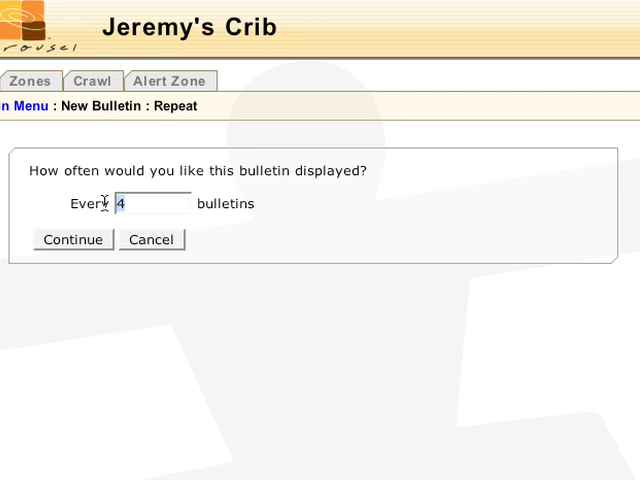 Jeremy's Crib
rousel
Zones Crawl Alert Zone
in Menu : New Bulletin : Repeat
How often would you like this bulletin displayed?
Every 4 bulletins
Continue Cancel